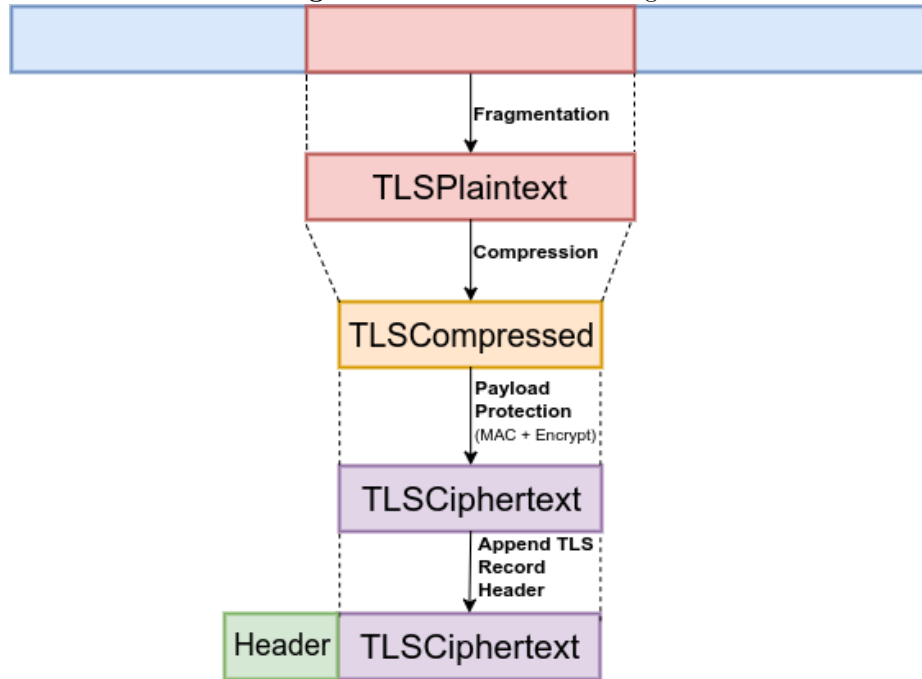 Fragmentation
TLSPlaintext
Compression
TLSCompressed
Payload
Protection
(MAC + Encrypt)
TLSCiphertext
Append TLS
Record
Header
Header TLSCiphertext